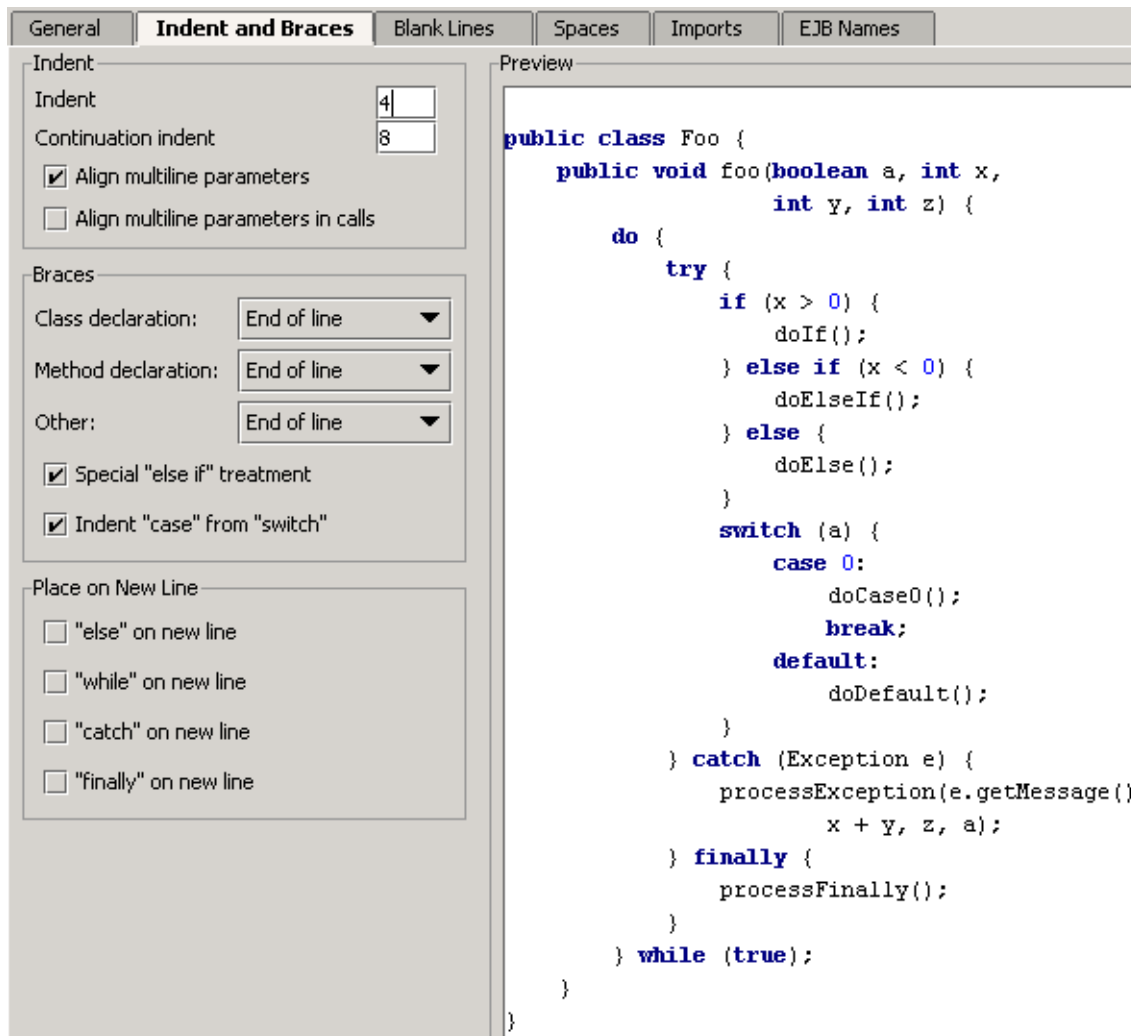 General Indent and Braces Blank Lines Spaces Imports EJB Names
Indent
Indent 4
Continuation indent 8
Align multiline parameters
Align multiline parameters in calls
Braces
Class declaration: End of line
Method declaration: End of line
Other: End of line
Special "else if" treatment
Indent "case" from "switch"
Place on New Line
"else" on new line
"while" on new line
"catch" on new line
"finally" on new line
Preview
public class Foo {
    public void foo(boolean a, int x,
                    int y, int z) {
        do {
            try {
                if (x > 0) {
                    doIf();
                } else if (x < 0) {
                    doElseIf();
                } else {
                    doElse();
                }
                switch (a) {
                    case 0:
                        doCase0();
                        break;
                    default:
                        doDefault();
                }
            } catch (Exception e) {
                processException(e.getMessage()
                        x + y, z, a);
            } finally {
                processFinally();
            }
        } while (true);
    }
}